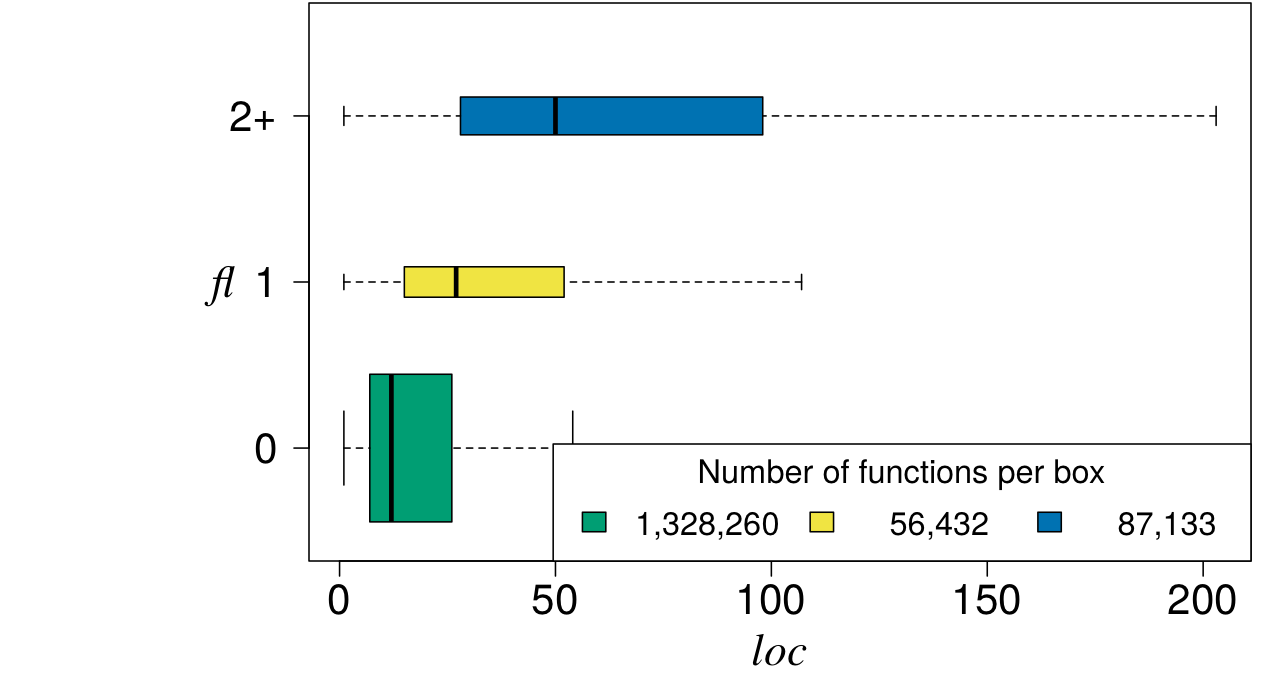 2+
fl 1
0
Number of functions per box
1,328,260 56,432 87,133
0 50 100 150 200
loc